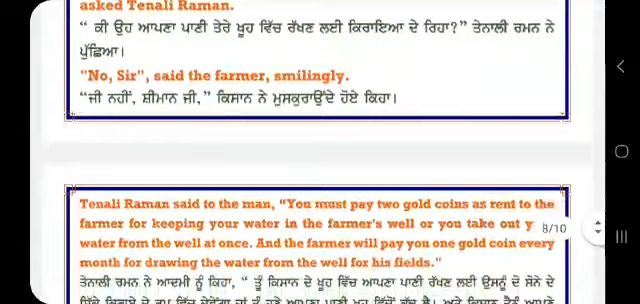 asked Tenali Raman.
“ ਕੀ ਉਹ ਆਪਣਾ ਪਾਣੀ ਤੇਰੇ ਖੂਹ ਵਿੱਚ ਰੱਖਣ ਲਈ ਕਿਰਾਇਆ ਦੇ ਰਿਹਾ?” ਤੇਨਾਲੀ ਰਮਨ ਨੇ
ਪੁੱਛਿਆ।
"No, Sir", said the farmer, smilingly.
“ਜੀ ਨਹੀਂ, ਸ਼੍ਰੀਮਾਨ ਜੀ,” ਕਿਸਾਨ ਨੇ ਮੁਸਕੁਰਾਉਂਦੇ ਹੋਏ ਕਿਹਾ।
Tenali Raman said to the man, “You must pay two gold coins as rent to the
farmer for keeping your water in the farmer's well or you take out y
8/10
water from the well at once. And the farmer will pay you one gold coin every
month for drawing the water from the well for his fields."
ਤੇਨਾਲੀ ਰਮਨ ਨੇ ਆਦਮੀ ਨੂੰ ਕਿਹਾ, “ ਤੂੰ ਕਿਸਾਨ ਦੇ ਖੂਹ ਵਿੱਚ ਆਪਣਾ ਪਾਣੀ ਰੱਖਣ ਲਈ ਉਸਨੂੰ ਦੋ ਸੋਨੇ ਦੇ